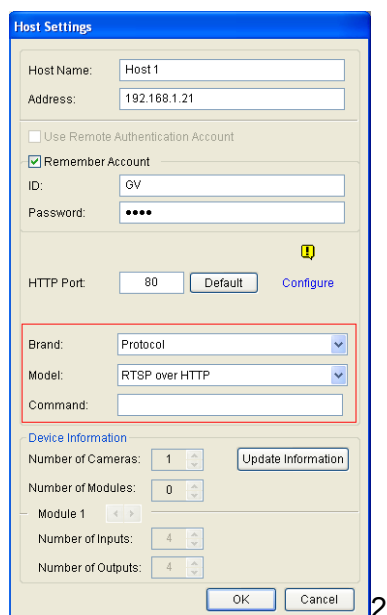 Host Settings
Host Name: Host 1
Address: 192.168.1.21
Use Remote Authentication Account
Remember Account
ID: GV
Password: ••••
HTTP Port: 80 Default Configure
Brand: Protocol
Model: RTSP over HTTP
Command:
Device Information
Number of Cameras: 1 Update Information
Number of Modules: 0
Module 1
Number of Inputs: 4
Number of Outputs: 4
OK Cancel
2